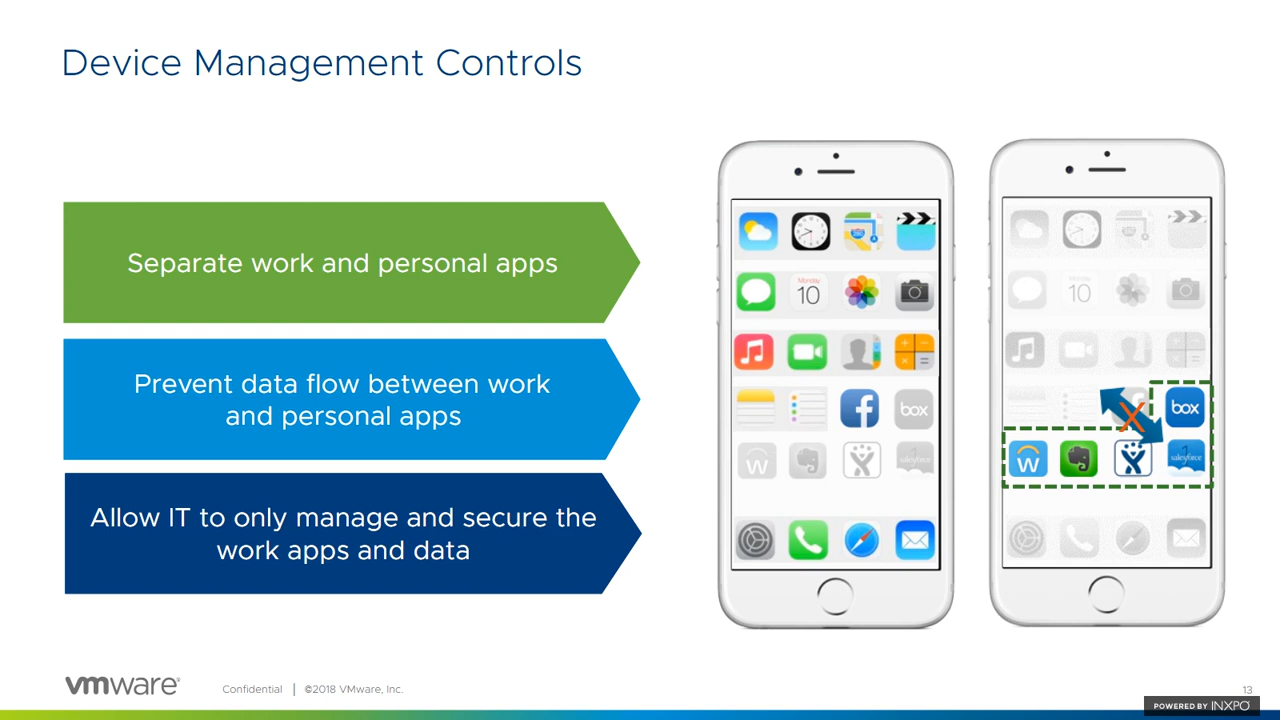 Device Management Controls
Separate work and personal apps
Prevent data flow between work
and personal apps
Allow IT to only manage and secure the
work apps and data
Monday
10
box
w
10
box
X
w
salesforce
vmware®
Confidential | ©2018 VMware, Inc.
13
POWERED BY INXPO